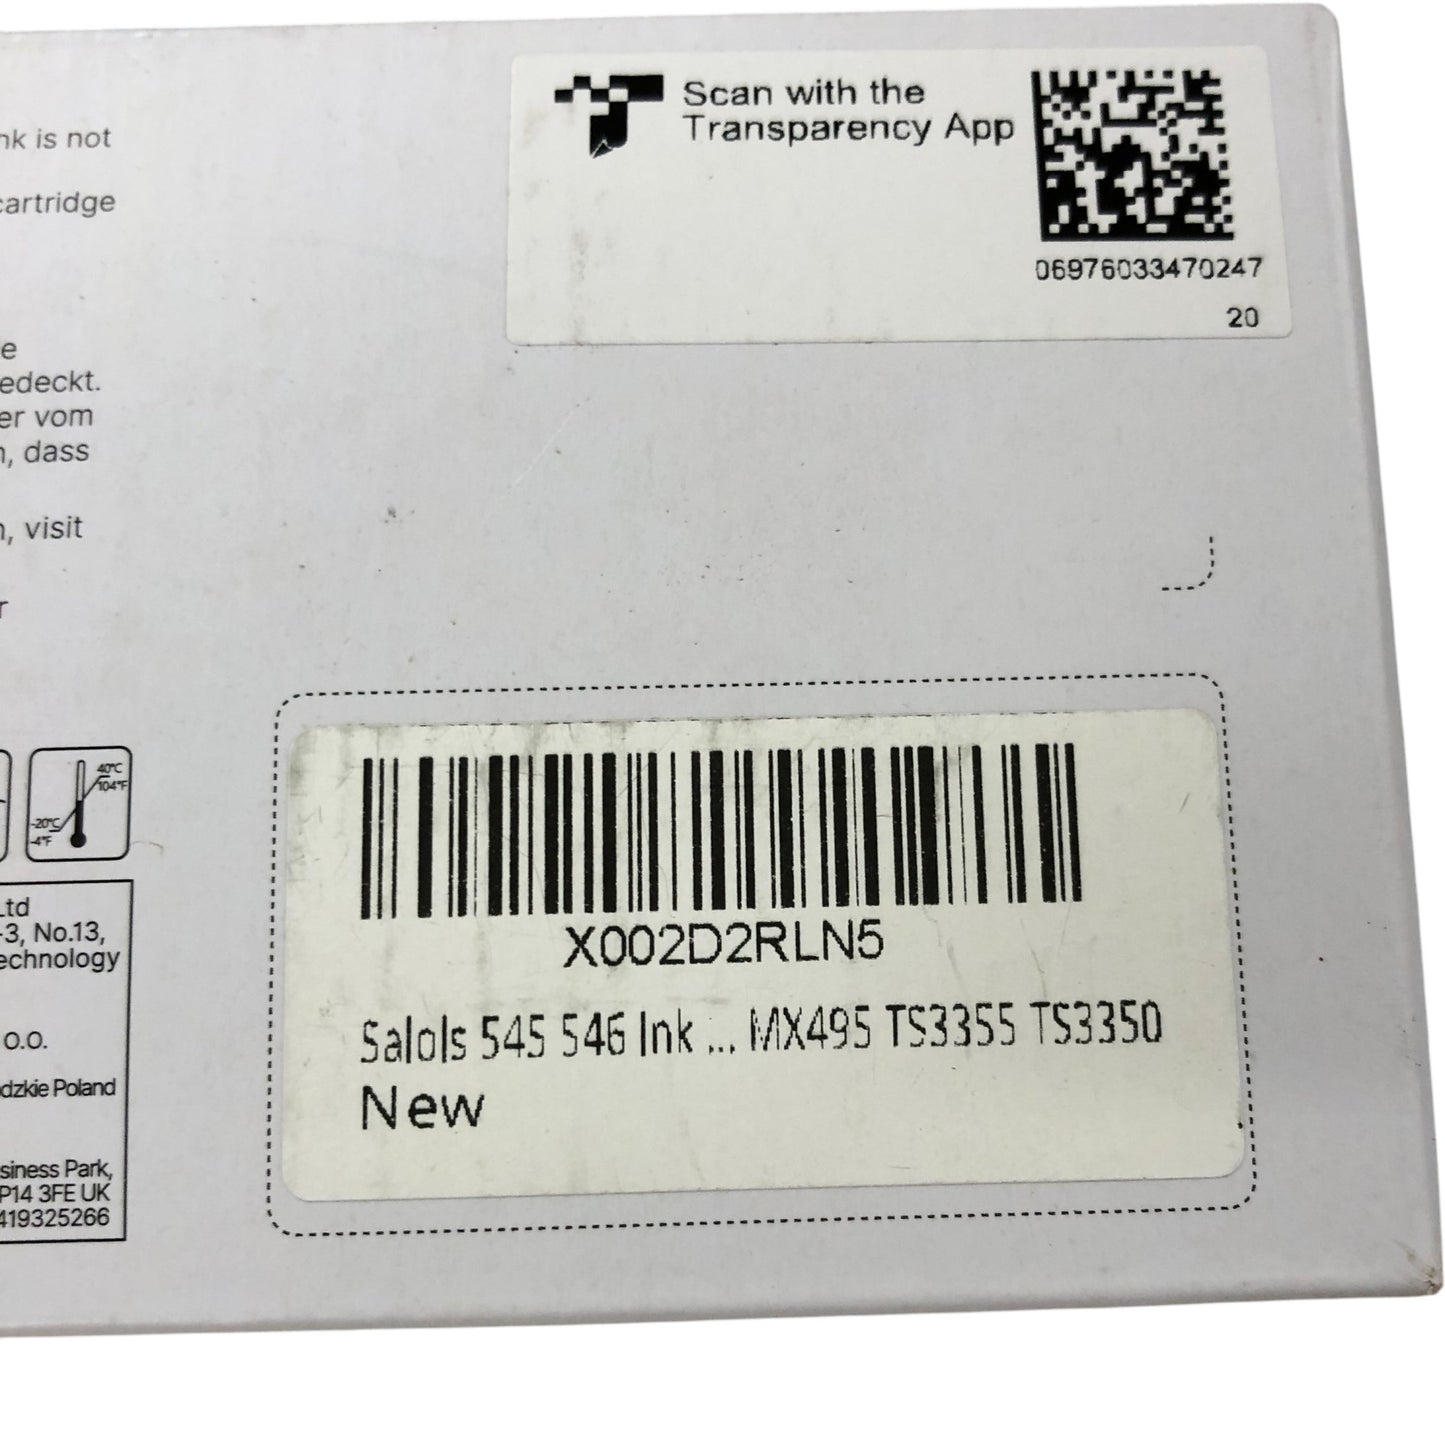 nk is not
cartridge
e
edeckt.
er vom
n, dass
n, visit
r
40°C
104°F
-20°C
-4°F
Ltd
-3, No.13,
echnology
o.o.
dzkie Poland
siness Park,
P14 3FE UK
419325266
Scan with the
Transparency App
06976033470247
20
X002D2RLN5
Salols 545 546 Ink ... MX495 TS3355 TS3350
New